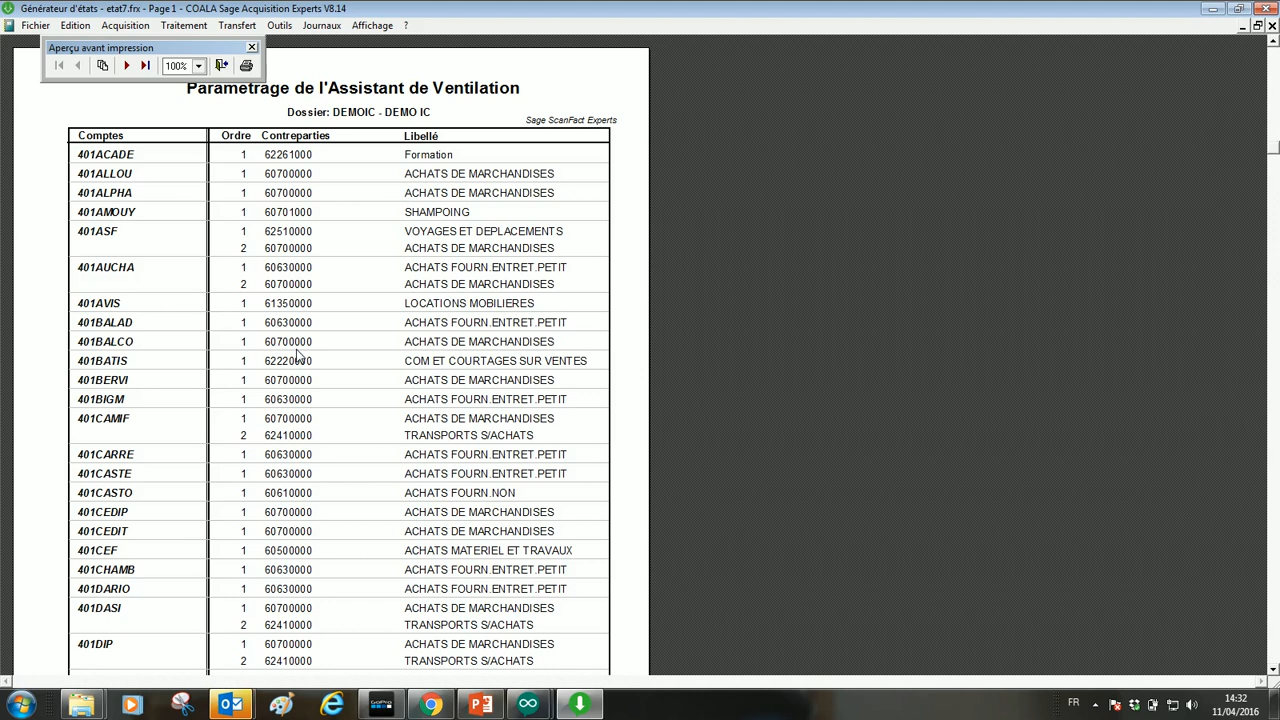 Générateur d'états - etat7.frx - Page 1 - COALA Sage Acquisition Experts V8.14
Fichier Edition Acquisition Traitement Transfert Outils Journaux Affichage ?
Aperçu avant impression
100%
Paramétrage de l'Assistant de Ventilation
Dossier: DEMOIC - DEMO IC
Sage ScanFact Experts
Comptes Ordre Contreparties Libellé
401ACADE 1 62261000 Formation
401ALLOU 1 60700000 ACHATS DE MARCHANDISES
401ALPHA 1 60700000 ACHATS DE MARCHANDISES
401AMOUY 1 60701000 SHAMPOING
401ASF 1 62510000 VOYAGES ET DEPLACEMENTS
2 60700000 ACHATS DE MARCHANDISES
401AUCHA 1 60630000 ACHATS FOURN.ENTRET.PETIT
2 60700000 ACHATS DE MARCHANDISES
401AVIS 1 61350000 LOCATIONS MOBILIERES
401BALAD 1 60630000 ACHATS FOURN.ENTRET.PETIT
401BALCO 1 60700000 ACHATS DE MARCHANDISES
401BATIS 1 62220000 COM ET COURTAGES SUR VENTES
401BERVI 1 60700000 ACHATS DE MARCHANDISES
401BIGM 1 60630000 ACHATS FOURN.ENTRET.PETIT
401CAMIF 1 60700000 ACHATS DE MARCHANDISES
2 62410000 TRANSPORTS S/ACHATS
401CARRE 1 60630000 ACHATS FOURN.ENTRET.PETIT
401CASTE 1 60630000 ACHATS FOURN.ENTRET.PETIT
401CASTO 1 60610000 ACHATS FOURN.NON
401CEDIP 1 60700000 ACHATS DE MARCHANDISES
401CEDIT 1 60700000 ACHATS DE MARCHANDISES
401CEF 1 60500000 ACHATS MATERIEL ET TRAVAUX
401CHAMB 1 60630000 ACHATS FOURN.ENTRET.PETIT
401DARIO 1 60630000 ACHATS FOURN.ENTRET.PETIT
401DASI 1 60700000 ACHATS DE MARCHANDISES
2 62410000 TRANSPORTS S/ACHATS
401DIP 1 60700000 ACHATS DE MARCHANDISES
2 62410000 TRANSPORTS S/ACHATS
GoPro
FR
14:32
11/04/2016